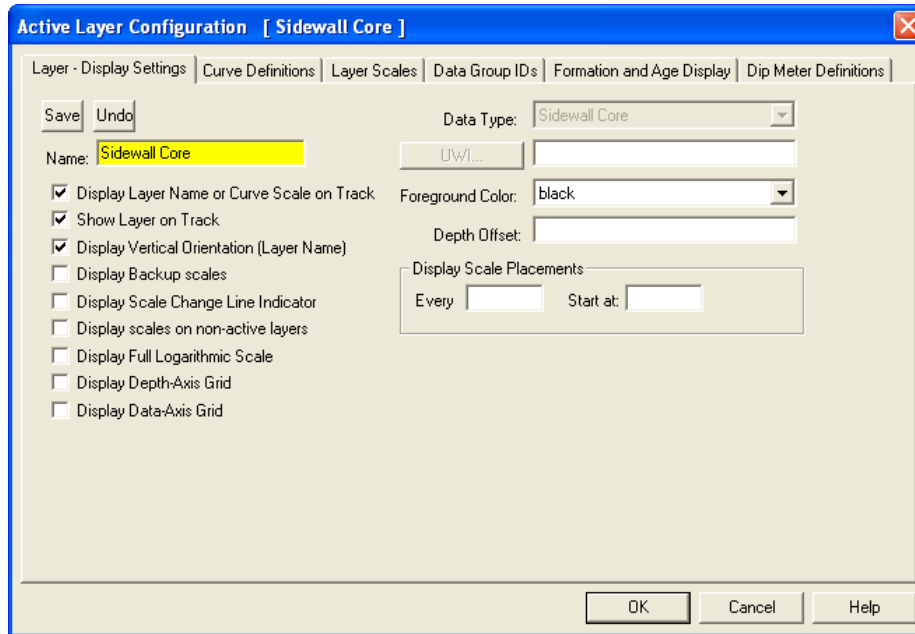 Active Layer Configuration [ Sidewall Core ]
Layer - Display Settings Curve Definitions Layer Scales Data Group IDs Formation and Age Display Dip Meter Definitions
Save Undo
Name: Sidewall Core
Display Layer Name or Curve Scale on Track
Show Layer on Track
Display Vertical Orientation (Layer Name)
Display Backup scales
Display Scale Change Line Indicator
Display scales on non-active layers
Display Full Logarithmic Scale
Display Depth-Axis Grid
Display Data-Axis Grid
Data Type: Sidewall Core
UWI...
Foreground Color: black
Depth Offset:
Display Scale Placements
Every Start at:
OK Cancel Help